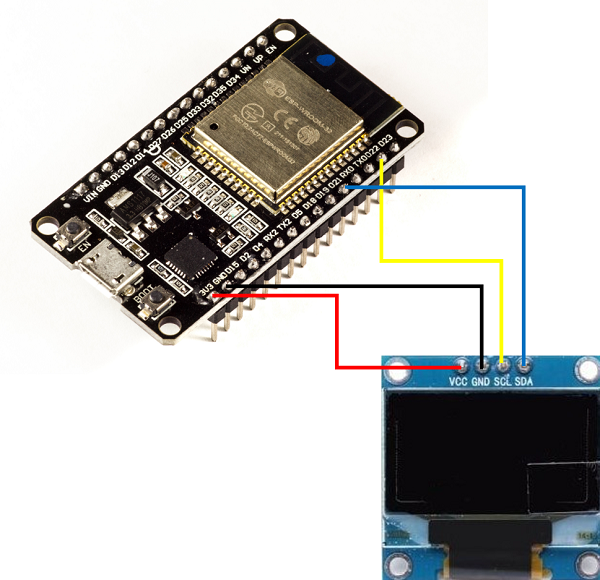 EN
VP
VN
D34
D35
D32
D33
D25
D26
D27
D14
D12
D13
GND
VIN
ESP-WROOM-32
CE
D23
D22
TX0
RX0
D21
D19
D18
D5
TX2
RX2
D4
D2
D15
GND
3V3
EN
BOOT
VCC GND SCL SDA